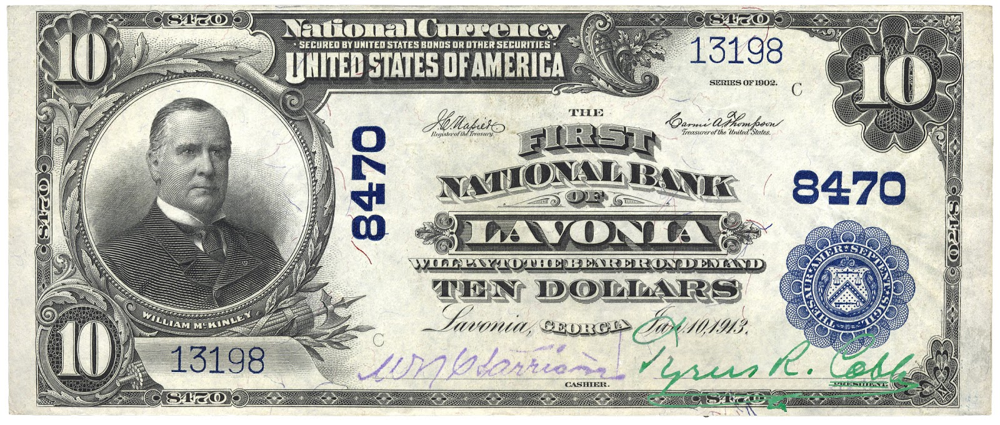 8470 8470
10 National Currency 10
SECURED BY UNITED STATES BONDS OR OTHER SECURITIES
UNITED STATES OF AMERICA
13198
SERIES OF 1902. C
THE
J.C. Napier
Register of the Treasury.
Carmi A Thompson
Treasurer of the United States.
FIRST
NATIONAL BANK
OF
LAVONIA
8470
8470
8470
8470
WILL PAY TO THE BEARER ON DEMAND
TEN DOLLARS
THESAUR. AMER. SEPTENT. SIGIL.
Lavonia, GEORGIA Jan. 10, 1913.
WILLIAM McKINLEY
C
10 13198
CASHIER.
Tyrus R. Cobb
PRESIDENT
8470 8470